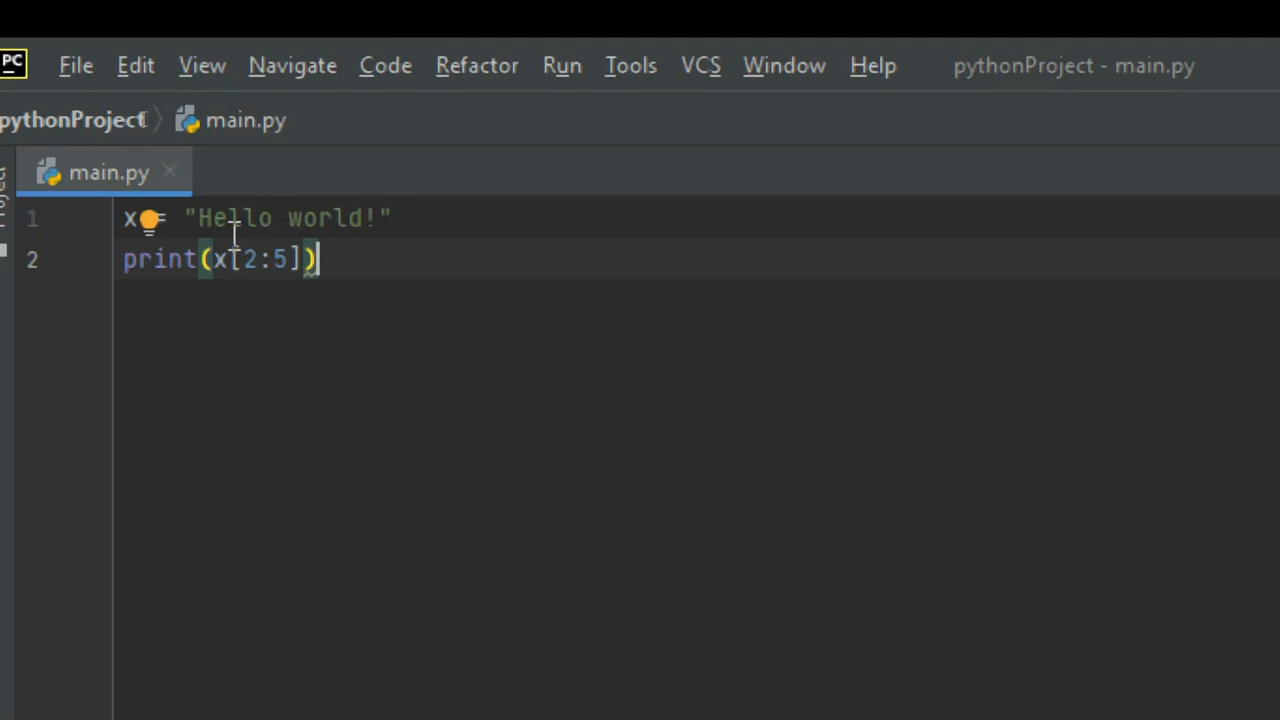 PC File Edit View Navigate Code Refactor Run Tools VCS Window Help pythonProject - main.py
pythonProject main.py
main.py
1 x = "Hello world!"
2 print(x[2:5])